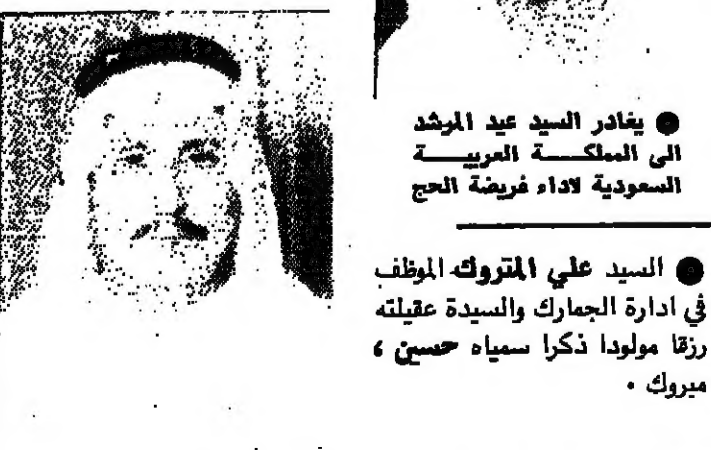 ● يغادر السيد عيد المرشد
الى المملكة العربية
السعودية لاداء فريضة الحج
● السيد علي المتروك الموظف
في ادارة الجمارك والسيدة عقيلته
رزقا مولودا ذكرا سمياه حسين ،
مبروك .